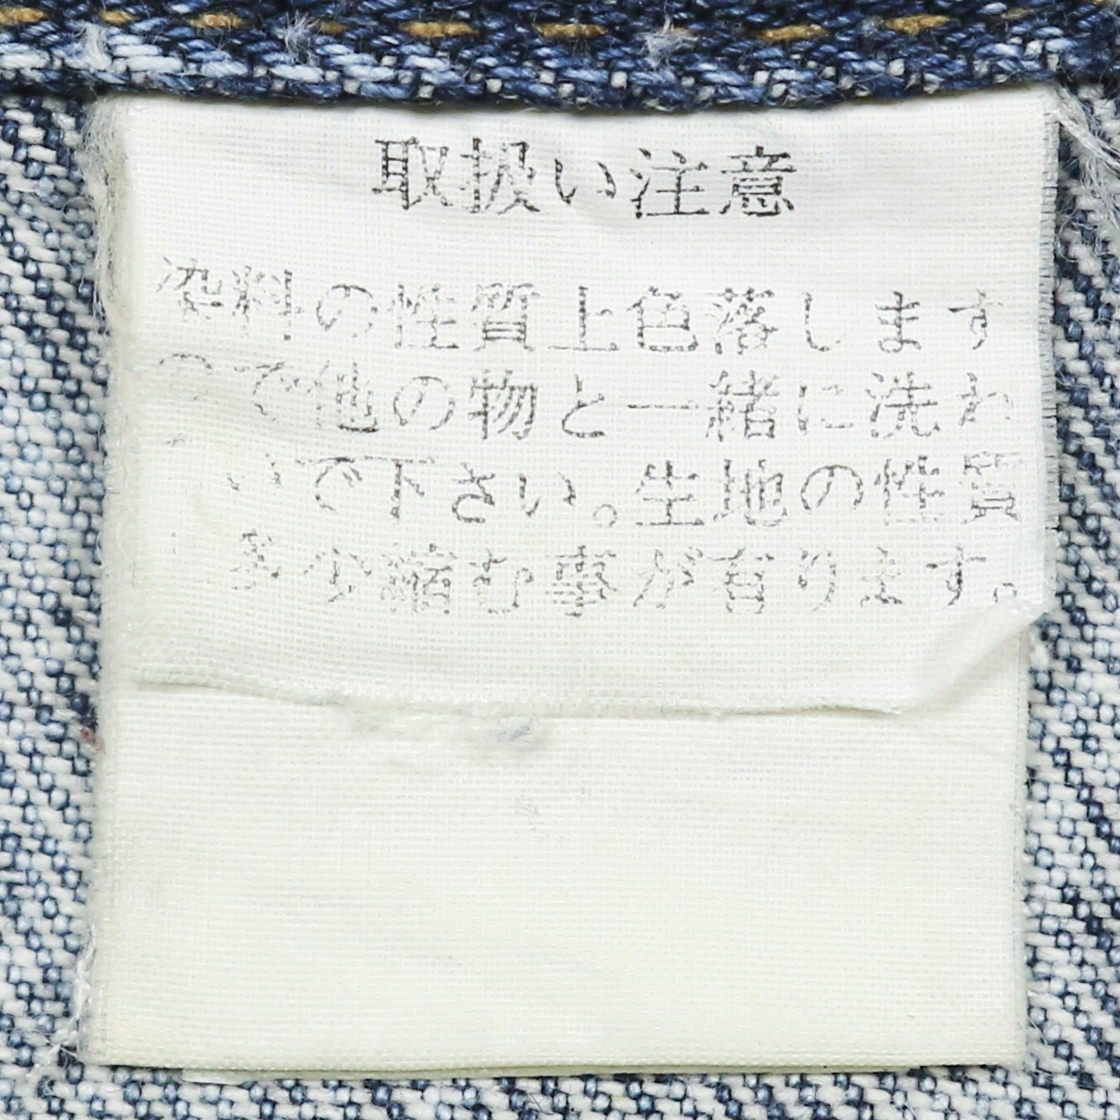 取扱い注意
染料の性質上色落します
ので他の物と一緒に洗わ
いで下さい。生地の性質
多少縮む事が有ります。